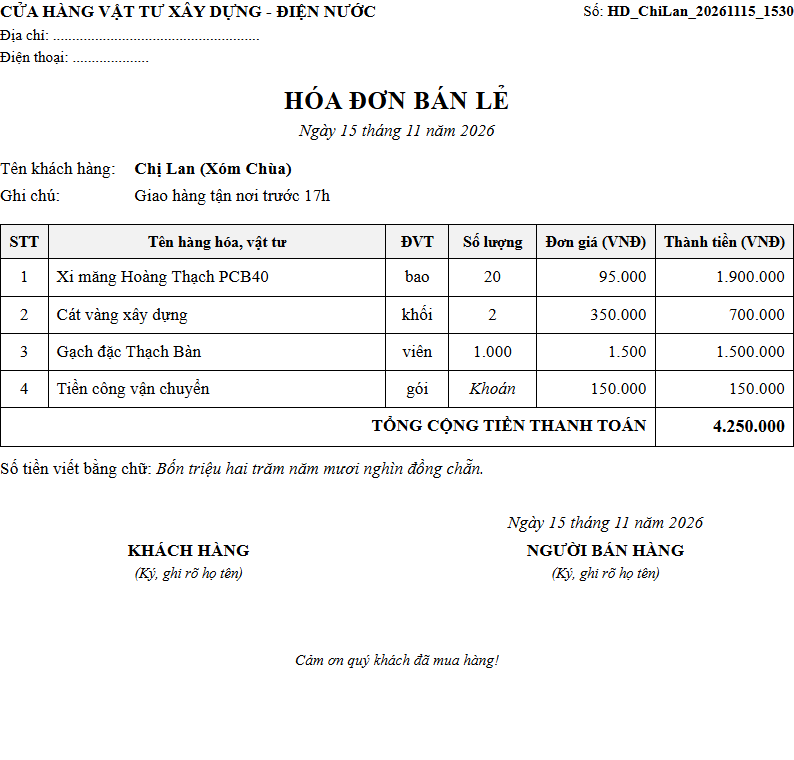 CỬA HÀNG VẬT TƯ XÂY DỰNG - ĐIỆN NƯỚC
Số: HD_ChiLan_20261115_1530
Địa chỉ: .......................................................
Điện thoại: ....................
HÓA ĐƠN BÁN LẺ
Ngày 15 tháng 11 năm 2026
Tên khách hàng: Chị Lan (Xóm Chùa)
Ghi chú: Giao hàng tận nơi trước 17h
STT Tên hàng hóa, vật tư ĐVT Số lượng Đơn giá (VNĐ) Thành tiền (VNĐ)
1 Xi măng Hoàng Thạch PCB40 bao 20 95.000 1.900.000
2 Cát vàng xây dựng khối 2 350.000 700.000
3 Gạch đặc Thạch Bàn viên 1.000 1.500 1.500.000
4 Tiền công vận chuyển gói Khoán 150.000 150.000
TỔNG CỘNG TIỀN THANH TOÁN 4.250.000
Số tiền viết bằng chữ: Bốn triệu hai trăm năm mươi nghìn đồng chẵn.
Ngày 15 tháng 11 năm 2026
KHÁCH HÀNG NGƯỜI BÁN HÀNG
(Ký, ghi rõ họ tên) (Ký, ghi rõ họ tên)
Cảm ơn quý khách đã mua hàng!